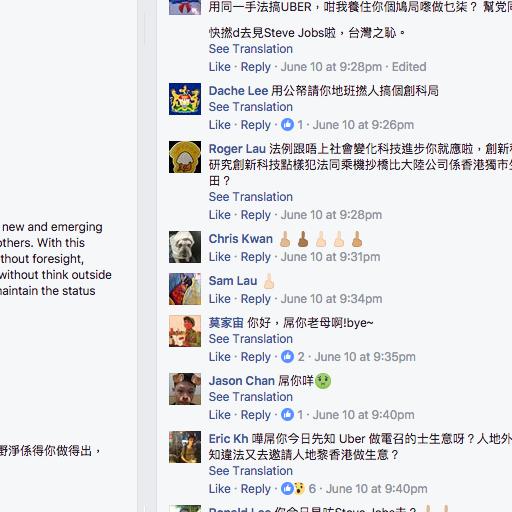 new and emerging
others. With this
thout foresight,
without think outside
naintain the status
野淨係得你做得出，
用同一手法搞UBER，咁我養住你個鳩局嚟做乜柒？幫兇
快撚d去見Steve Jobs啦，台灣之恥。
See Translation
Like · Reply · June 10 at 9:28pm · Edited
Dache Lee 用公帑請你地班撚人搞個創科局
See Translation
Like · Reply · 1 · June 10 at 9:26pm
Roger Lau 法例跟唔上社會變化科技進步你就應啦，創新和
研究創新科技點樣犯法同乘機抄橋比大陸公司係香港獨市生
田？
See Translation
Like · Reply · June 10 at 9:28pm
Chris Kwan 🖕🏼🖕🏾🖕🏻🖕🏻🖕🏽
Like · Reply · June 10 at 9:31pm
Sam Lau 🖕🏻
Like · Reply · June 10 at 9:34pm
莫家宙 你好，屌你老母啊!bye~
See Translation
Like · Reply · 2 · June 10 at 9:35pm
Jason Chan 屌你咩🤢
See Translation
Like · Reply · 1 · June 10 at 9:40pm
Eric Kh 嘩屌你今日先知 Uber 做電召的士生意呀？人地外
知違法又去邀請人地黎香港做生意？
See Translation
Like · Reply · 6 · June 10 at 9:40pm